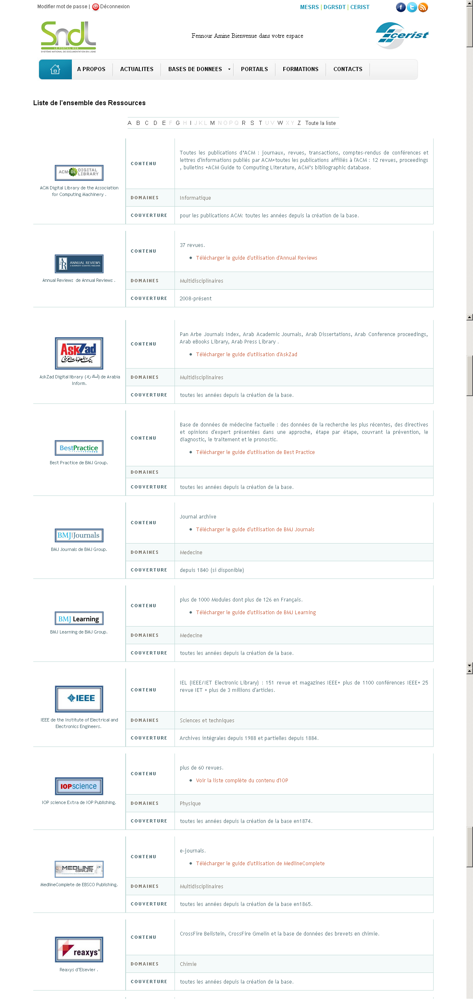 Modifier mot de passe | Déconnexion
MESRS | DGRSDT | CERIST
Sndl
LE PORTAIL WEB
SYSTÈME NATIONAL DE DOCUMENTATION EN LIGNE
Fennour Amine Bienvenue dans votre espace
cerist
A PROPOS ACTUALITES BASES DE DONNEES PORTAILS FORMATIONS CONTACTS
Liste de l'ensemble des Ressources
A B C D E F G H I J K L M N O P Q R S T U V W X Y Z Toute la liste
ACM DL DIGITAL LIBRARY
ACM Digital Library de the Association
for Computing Machinery .
CONTENU
Toutes les publications d'ACM : journaux, revues, transactions, comptes-rendus de conférences et
lettres d'informations publiés par ACM+toutes les publications affiliés à l'ACM : 12 revues, proceedings
, bulletins +ACM Guide to Computing Literature, ACM's bibliographic database.
DOMAINES
Informatique
COUVERTURE
pour les publications ACM: toutes les années depuis la création de la base.
AR ANNUAL REVIEWS
A NONPROFIT SCIENTIFIC PUBLISHER
Annual Reviews de Annual Reviews .
CONTENU
37 revues.
• Télécharger le guide d'utilisation d'Annual Reviews
DOMAINES
Multidisciplinaires
COUVERTURE
2008-présent
AskZad
بنك المعلومات العربي
AskZad Digital library (أسك زاد) de Arabia
Inform.
CONTENU
Pan Arbe Journals Index, Arab Academic Journals, Arab Dissertations, Arab Conference proceedings,
Arab eBooks Library, Arab Press Library .
• Télécharger le guide d'utilisation d'AskZad
DOMAINES
Multidisciplinaires
COUVERTURE
toutes les années depuis la création de la base.
BestPractice
Best Practice de BMJ Group.
CONTENU
Base de données de médecine factuelle : des données de la recherche les plus récentes, des directives
et opinions d'expert présentées dans une approche, étape par étape, couvrant la prévention, le
diagnostic, le traitement et le pronostic.
• Télécharger le guide d'utilisation de Best Practice
DOMAINES
COUVERTURE
toutes les années depuis la création de la base.
BMJ|Journals
BMJ Journals de BMJ Group.
CONTENU
Journal archive
• Télécharger le guide d'utilisation de BMJ Journals
DOMAINES
Medecine
COUVERTURE
depuis 1840 (si disponible)
BMJ Learning
BMJ Learning de BMJ Group.
CONTENU
plus de 1000 Modules dont plus de 126 en Français.
• Télécharger le guide d'utilisation de BMJ Learning
DOMAINES
Medecine
COUVERTURE
toutes les années depuis la création de la base.
IEEE
IEEE de the Institute of Electrical and
Electronics Engineers.
CONTENU
IEL (IEEE/IET Electronic Library) : 151 revue et magazines IEEE+ plus de 1100 conférences IEEE+ 25
revue IET + plus de 3 millions d'articles.
DOMAINES
Sciences et techniques
COUVERTURE
Archives intégrales depuis 1988 et partielles depuis 1884.
IOPscience
IOP science Extra de IOP Publishing.
CONTENU
plus de 60 revues.
• Voir la liste complète du contenu d'IOP
DOMAINES
Physique
COUVERTURE
toutes les années depuis la création de la base en1874.
MEDLINE
COMPLETE
MedlineComplete de EBSCO Publishing.
CONTENU
e-journals.
• Télécharger le guide d'utilisation de MedlineComplete
DOMAINES
Multidisciplinaires
COUVERTURE
toutes les années depuis la création de la base en1865.
reaxys
Reaxys d'Elsevier .
CONTENU
CrossFire Beilstein, CrossFire Gmelin et la base de données des brevets en chimie.
DOMAINES
Chimie
COUVERTURE
toutes les années depuis la création de la base.